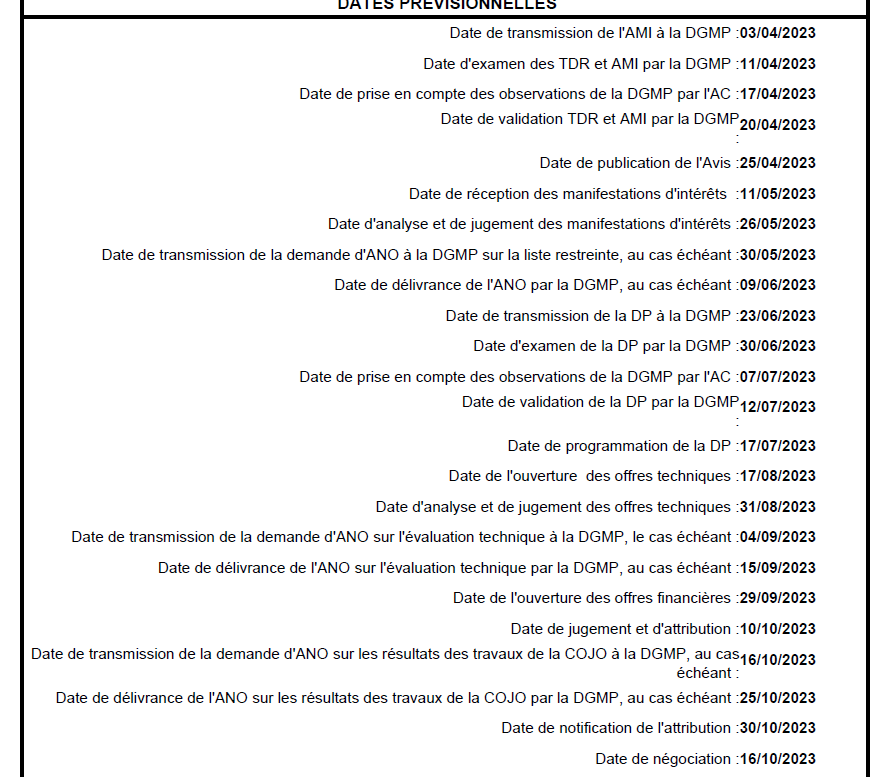 DATES PREVISIONNELLES
Date de transmission de l'AMI à la DGMP :03/04/2023
Date d'examen des TDR et AMI par la DGMP :11/04/2023
Date de prise en compte des observations de la DGMP par l'AC :17/04/2023
Date de validation TDR et AMI par la DGMP 20/04/2023
:
Date de publication de l'Avis :25/04/2023
Date de réception des manifestations d'intérêts  :11/05/2023
Date d'analyse et de jugement des manifestations d'intérêts :26/05/2023
Date de transmission de la demande d'ANO à la DGMP sur la liste restreinte, au cas échéant :30/05/2023
Date de délivrance de l'ANO par la DGMP, au cas échéant :09/06/2023
Date de transmission de la DP à la DGMP :23/06/2023
Date d'examen de la DP par la DGMP :30/06/2023
Date de prise en compte des observations de la DGMP par l'AC :07/07/2023
Date de validation de la DP par la DGMP 12/07/2023
:
Date de programmation de la DP :17/07/2023
Date de l'ouverture  des offres techniques :17/08/2023
Date d'analyse et de jugement des offres techniques :31/08/2023
Date de transmission de la demande d'ANO sur l'évaluation technique à la DGMP, le cas échéant :04/09/2023
Date de délivrance de l'ANO sur l'évaluation technique par la DGMP, au cas échéant :15/09/2023
Date de l'ouverture des offres financières :29/09/2023
Date de jugement et d'attribution :10/10/2023
Date de transmission de la demande d'ANO sur les résultats des travaux de la COJO à la DGMP, au cas 16/10/2023
échéant :
Date de délivrance de l'ANO sur les résultats des travaux de la COJO par la DGMP, au cas échéant :25/10/2023
Date de notification de l'attribution :30/10/2023
Date de négociation :16/10/2023